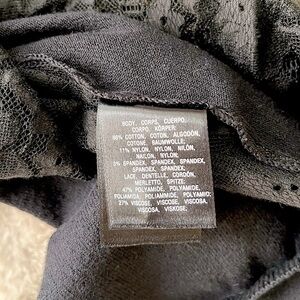 BODY, CORPS, CUERPO,
CORPO, KÖRPER:
86% COTTON, COTON, ALGODÓN,
COTONE, BAUMWOLLE;
11% NYLON, NYLON, NILÓN,
NAILON, NYLON;
3% SPANDEX, SPANDEX,
SPANDEX, SPANDEX,
LACE, DENTELLE, CORDÓN,
MERLETTO, SPITZE:
47% POLYAMIDE, POLYAMIDE,
POLIAMIDA, POLIAMMIDE, POLYAMID;
27% VISCOSE, VISCOSE, VISCOSA,
VISCOSA, VISKOSE;